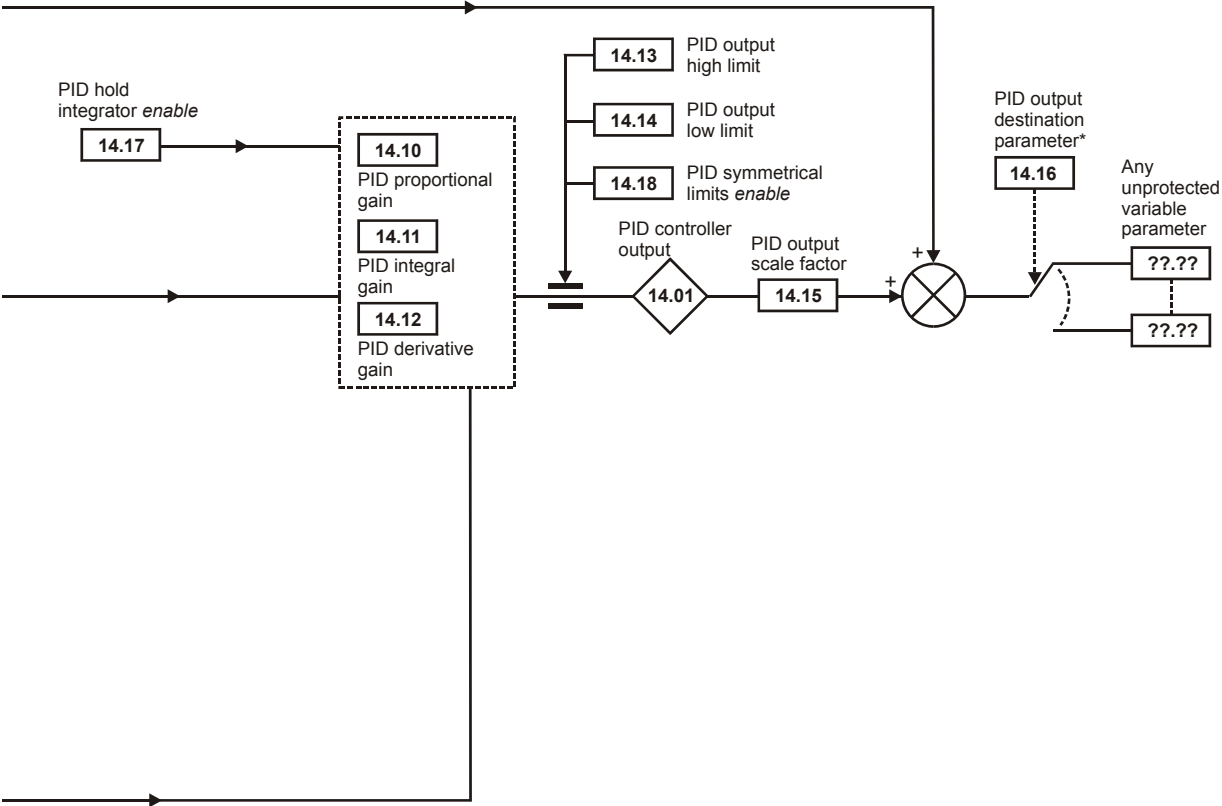 PID hold
integrator enable
14.17
14.10
PID proportional
gain
14.11
PID integral
gain
14.12
PID derivative
gain
14.13
PID output
high limit
14.14
PID output
low limit
14.18
PID symmetrical
limits enable
PID controller
output
14.01
PID output
scale factor
14.15
+
+
PID output
destination
parameter*
14.16
Any
unprotected
variable
parameter
??.??
??.??